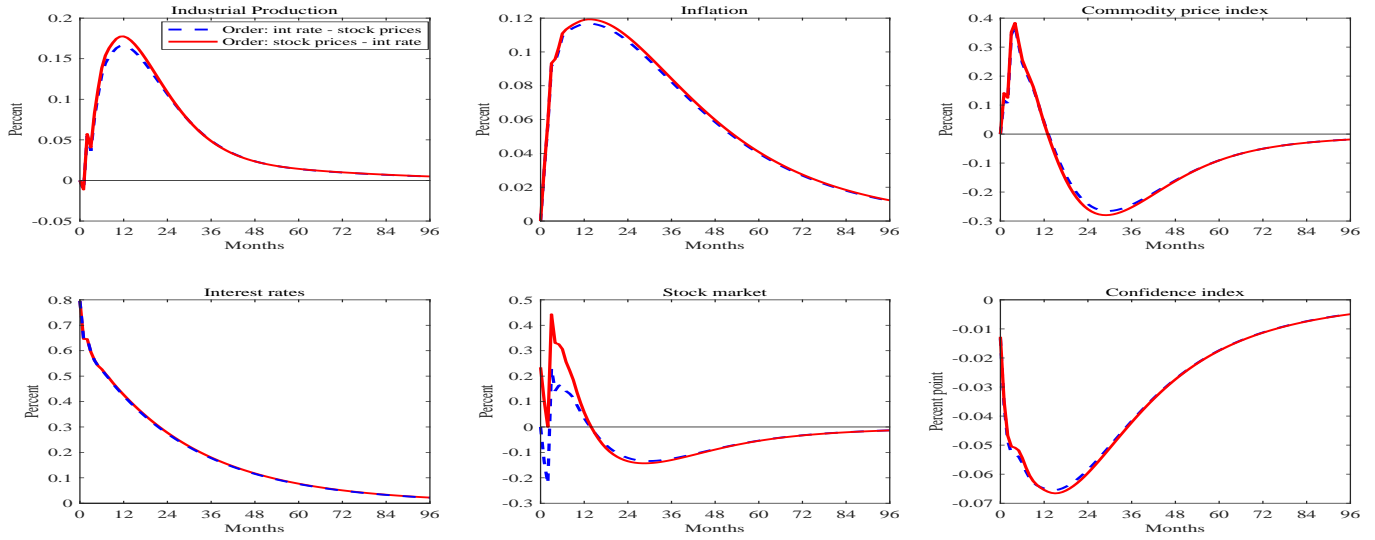 Industrial Production
Order: int rate - stock prices
Order: stock prices - int rate
0.2
0.15
0.1
0.05
0
-0.05
Percent
0 12 24 36 48 60 72 84 96
Months
Inflation
0.12
0.1
0.08
0.06
0.04
0.02
0
Percent
0 12 24 36 48 60 72 84 96
Months
Commodity price index
0.4
0.3
0.2
0.1
0
-0.1
-0.2
-0.3
Percent
0 12 24 36 48 60 72 84 96
Months
Interest rates
0.8
0.7
0.6
0.5
0.4
0.3
0.2
0.1
0
Percent
0 12 24 36 48 60 72 84 96
Months
Stock market
0.5
0.4
0.3
0.2
0.1
0
-0.1
-0.2
-0.3
Percent
0 12 24 36 48 60 72 84 96
Months
Confidence index
0
-0.01
-0.02
-0.03
-0.04
-0.05
-0.06
-0.07
Percent point
0 12 24 36 48 60 72 84 96
Months